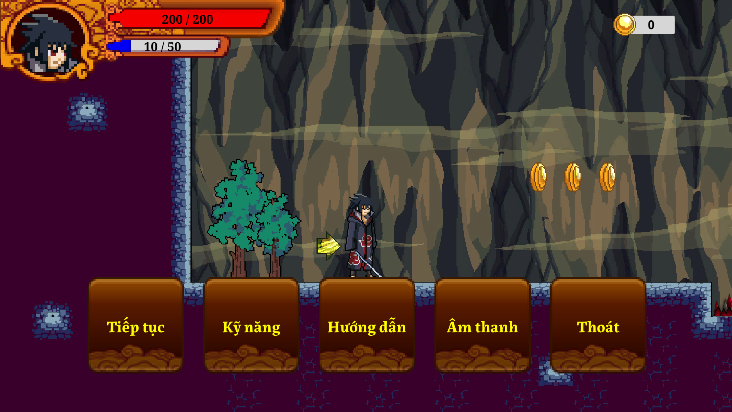 200 / 200
0
10 / 50
Tiếp tục
Kỹ năng
Hướng dẫn
Âm thanh
Thoát